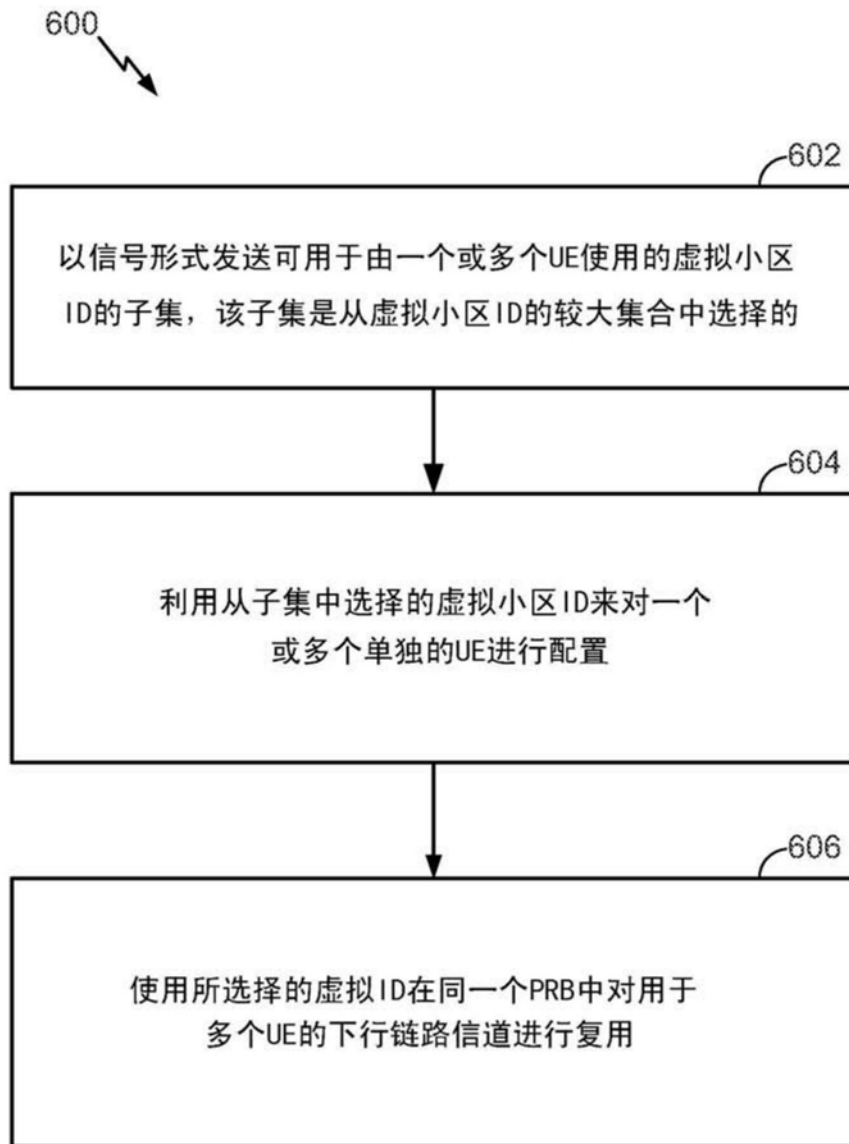 600
602
以信号形式发送可用于由一个或多个UE使用的虚拟小区
ID的子集，该子集是从虚拟小区ID的较大集合中选择的
604
利用从子集中选择的虚拟小区ID来对一个
或多个单独的UE进行配置
606
使用所选择的虚拟ID在同一个PRB中对用于
多个UE的下行链路信道进行复用